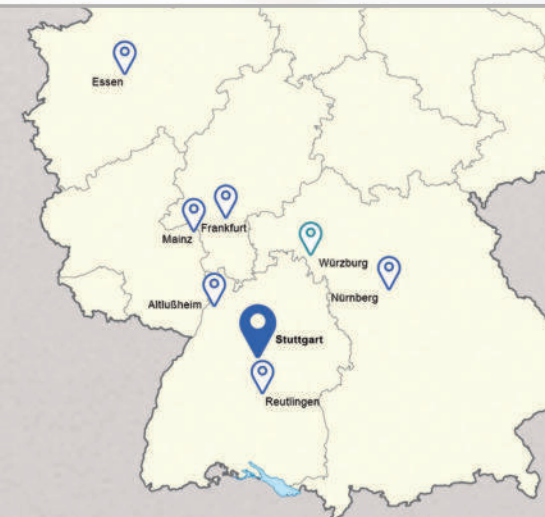 Essen
Frankfurt
Mainz
Würzburg
Nürnberg
Altlußheim
Stuttgart
Reutlingen